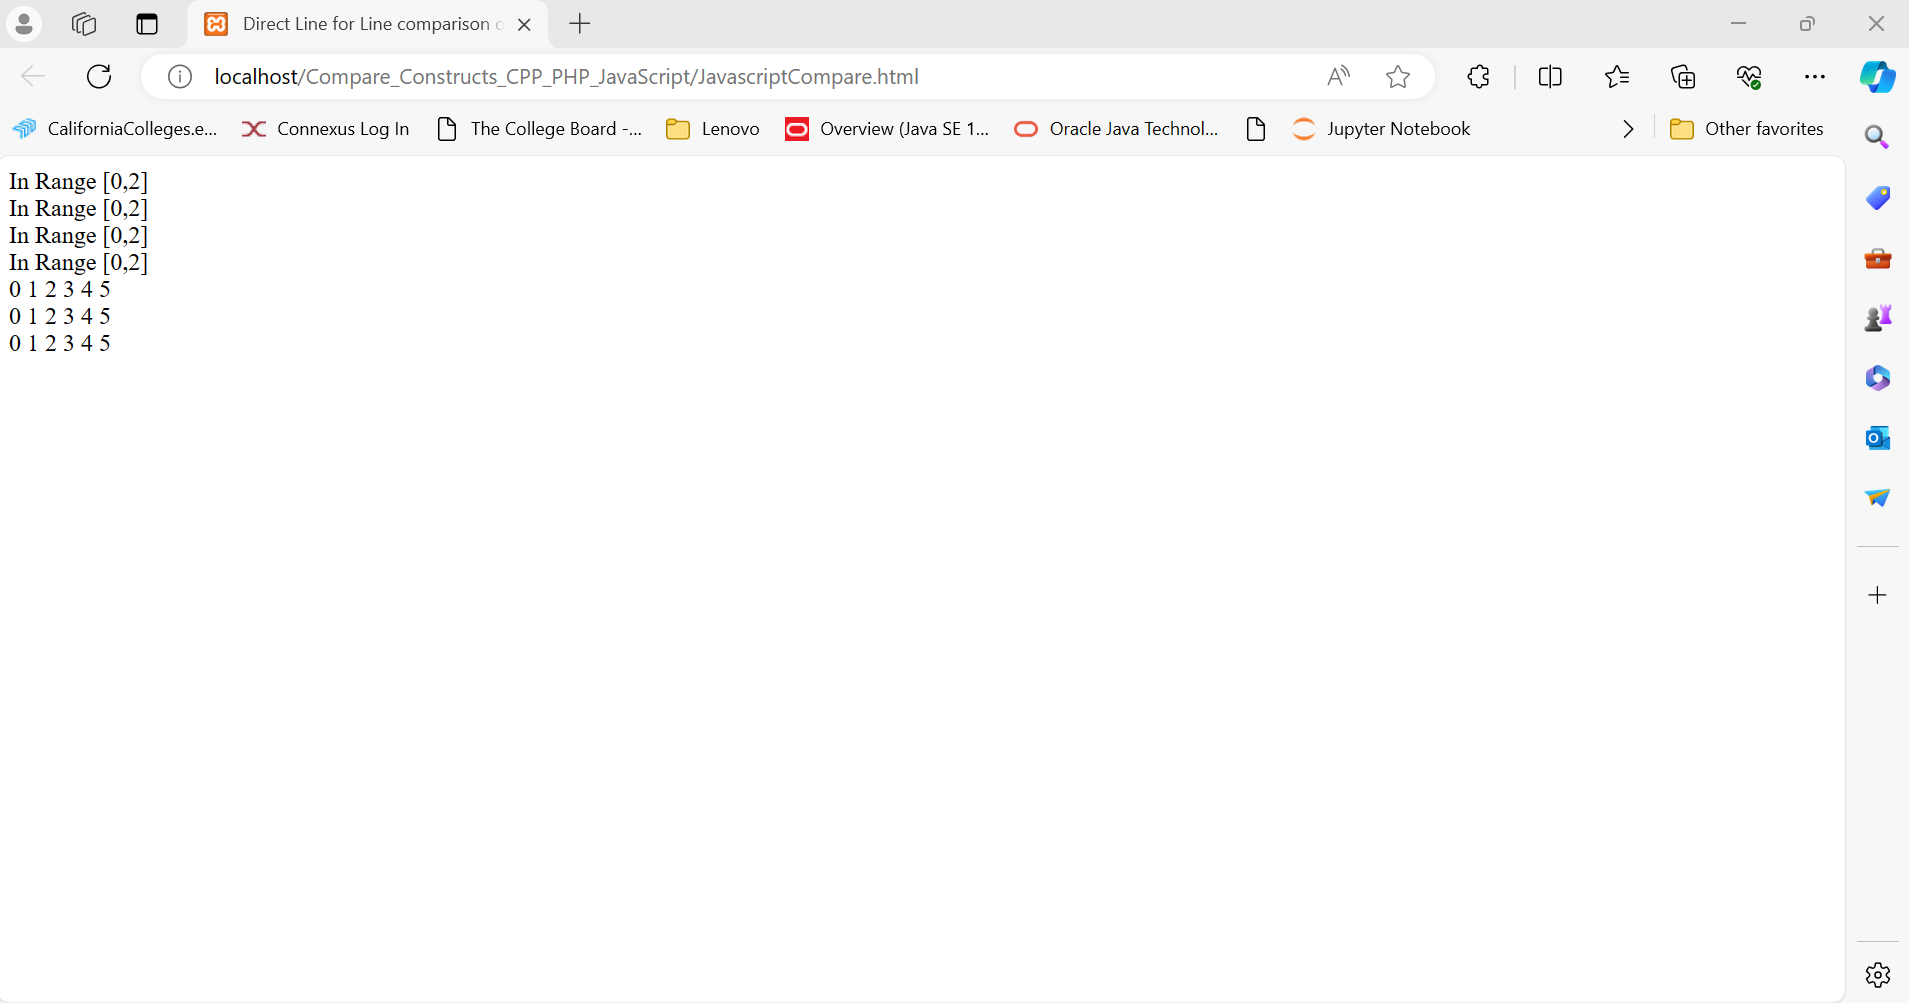 Direct Line for Line comparison
localhost/Compare_Constructs_CPP_PHP_JavaScript/JavascriptCompare.html
CaliforniaColleges.e... Connexus Log In The College Board -... Lenovo Overview (Java SE 1... Oracle Java Technol... Jupyter Notebook Other favorites
In Range [0,2]
In Range [0,2]
In Range [0,2]
In Range [0,2]
0 1 2 3 4 5
0 1 2 3 4 5
0 1 2 3 4 5